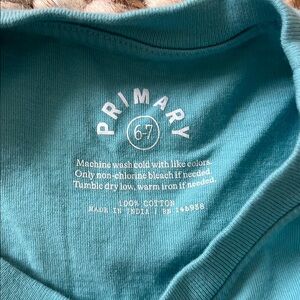 PRIMARY
6-7
Machine wash cold with like colors.
Only non-chlorine bleach if needed.
Tumble dry low, warm iron if needed.
100% COTTON
MADE IN INDIA | RN 146938